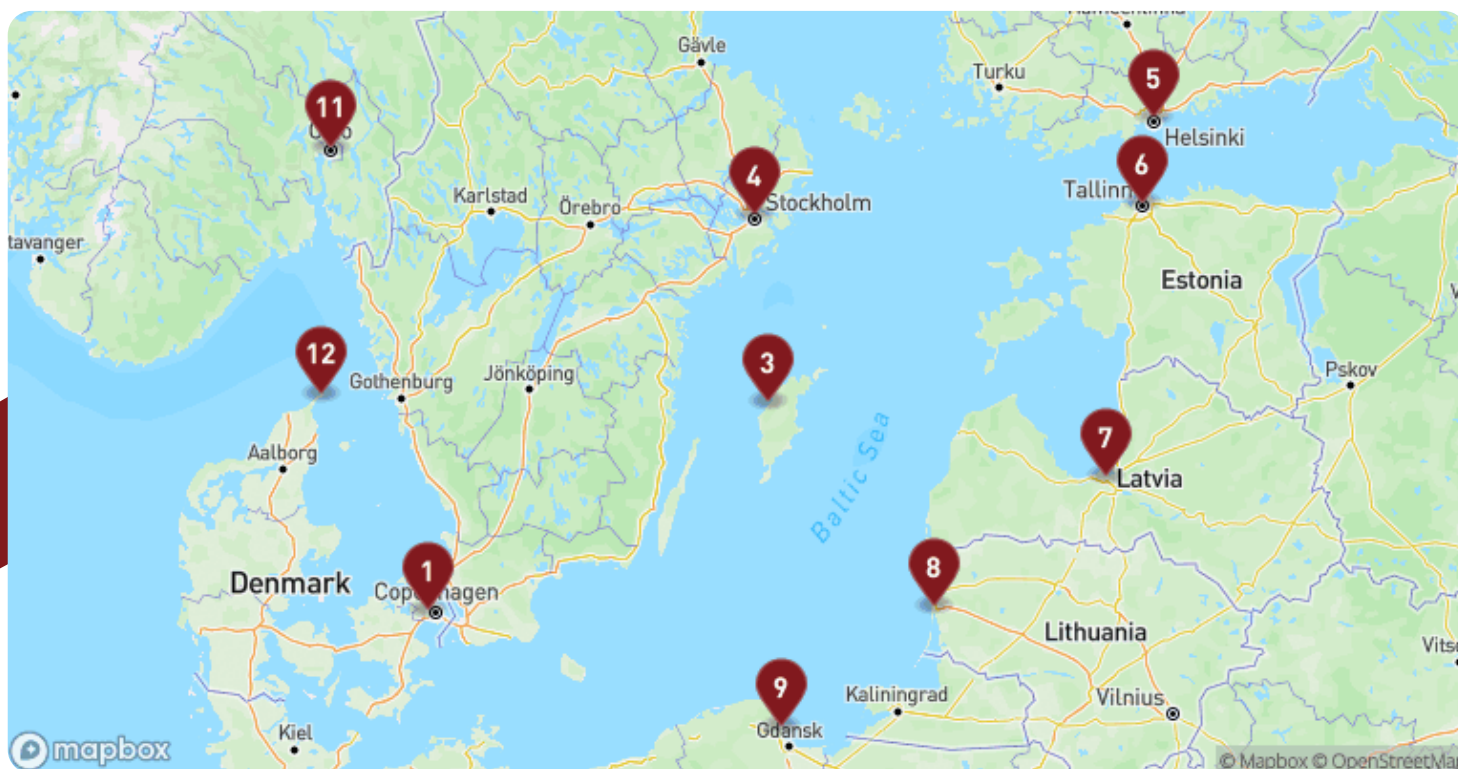 Gävle
Turku
5
11
Helsinki
6
4
Tallinn
Karlstad
Örebro
Stockholm
tavanger
Estonia
12
3
Gothenburg
Jönköping
Pskov
Baltic Sea
7
Aalborg
Latvia
8
1
Denmark
Copenhagen
Lithuania
9
Kaliningrad
Vilnius
Kiel
Gdansk
mapbox
© Mapbox © OpenStreetMap